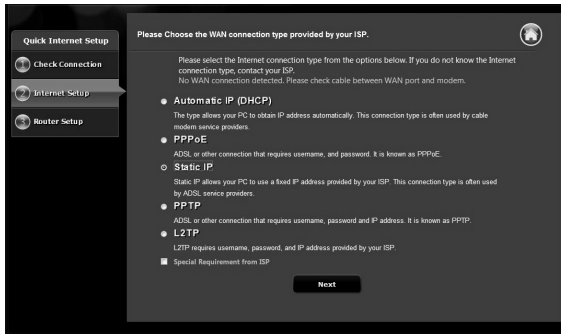 Quick Internet Setup
1 Check Connection
2 Internet Setup
3 Router Setup
Please Choose the WAN connection type provided by your ISP.
Please select the Internet connection type from the options below. If you do not know the Internet
connection type, contact your ISP.
No WAN connection detected. Please check cable between WAN port and modem.
Automatic IP (DHCP)
The type allows your PC to obtain IP address automatically. This connection type is often used by cable
modem service providers.
PPPoE
ADSL or other connection that requires username, and password. It is known as PPPoE.
Static IP
Static IP allows your PC to use a fixed IP address provided by your ISP. This connection type is often used
by ADSL service providers.
PPTP
ADSL or other connection that requires username, password and IP address. It is known as PPTP.
L2TP
L2TP requires username, password, and IP address provided by your ISP.
Special Requirement from ISP
Next